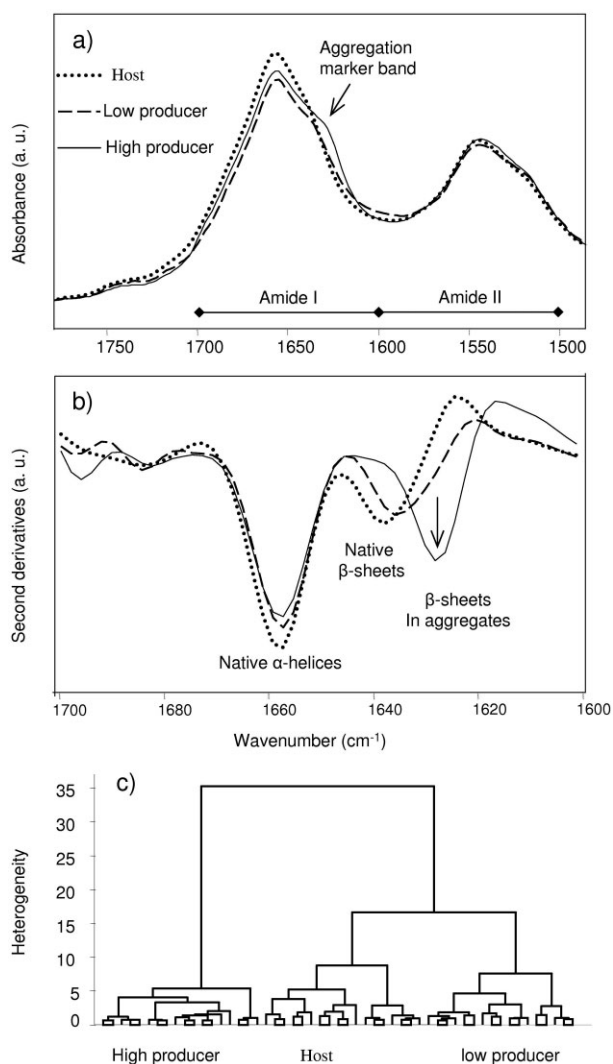 a)
Aggregation
marker band
Host
Low producer
High producer
Absorbance (a. u.)
Amide I
Amide II
1750 1700 1650 1600 1550 1500
b)
Second derivatives (a. u.)
Native
β-sheets
β-sheets
In aggregates
Native α-helices
1700 1680 1660 1640 1620 1600
Wavenumber (cm⁻¹)
c)
Heterogeneity
35
30
25
20
15
10
5
0
High producer Host low producer